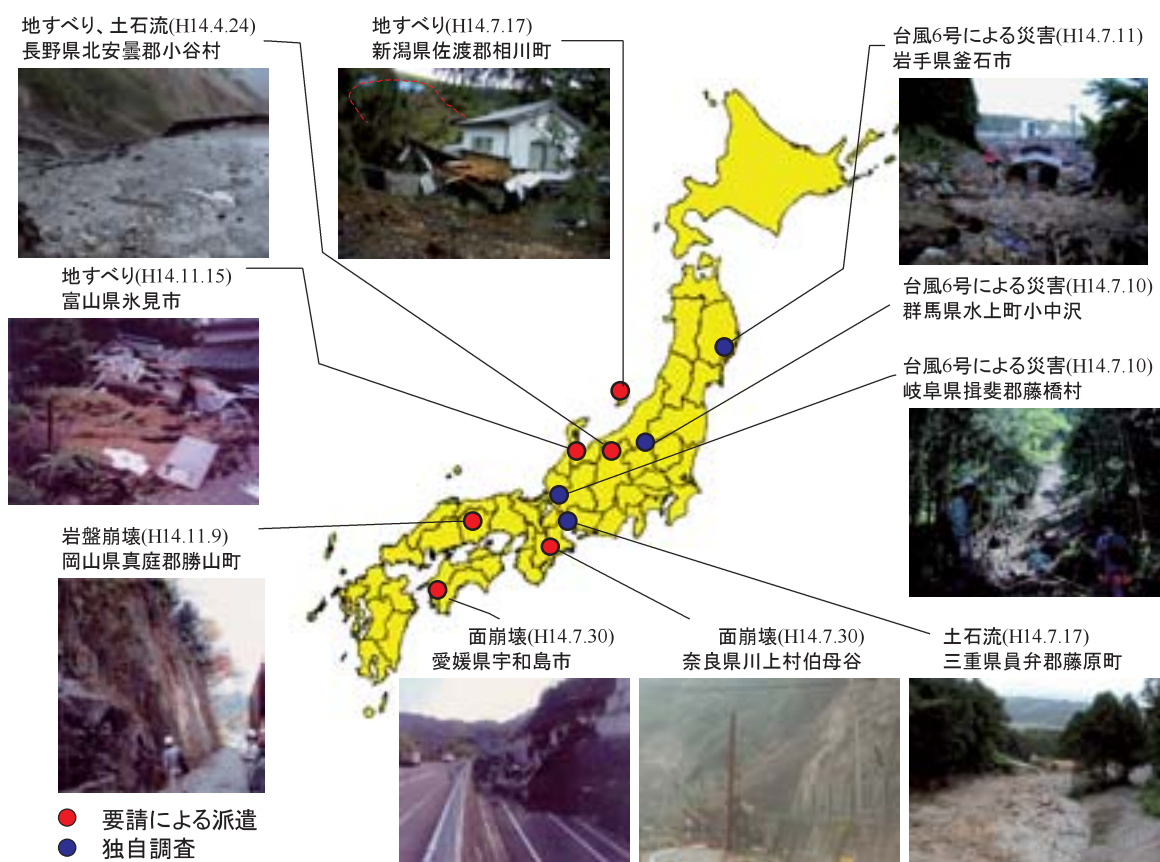 地すべり、土石流(H14.4.24)
長野県北安曇郡小谷村
地すべり(H14.7.17)
新潟県佐渡郡相川町
台風6号による災害(H14.7.11)
岩手県釜石市
地すべり(H14.11.15)
富山県氷見市
台風6号による災害(H14.7.10)
群馬県水上町小中沢
台風6号による災害(H14.7.10)
岐阜県揖斐郡藤橋村
岩盤崩壊(H14.11.9)
岡山県真庭郡勝山町
面崩壊(H14.7.30)
愛媛県宇和島市
面崩壊(H14.7.30)
奈良県川上村伯母谷
土石流(H14.7.17)
三重県員弁郡藤原町
要請による派遣
独自調査